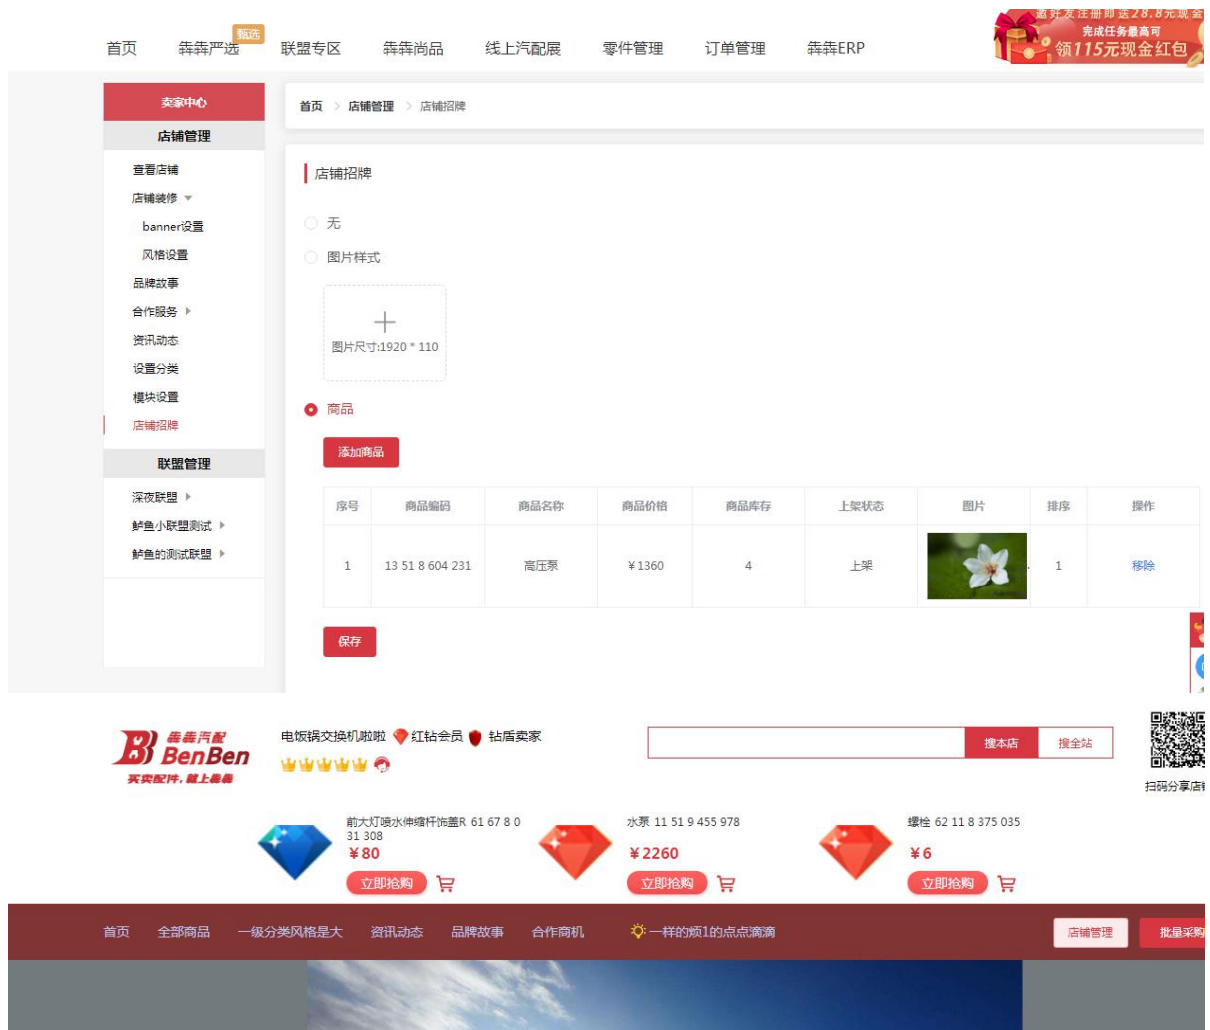 邀好友注册即送28.8元现金
完成任务最高可
领115元现金红包
甄选
首页 犇犇严选 联盟专区 犇犇尚品 线上汽配展 零件管理 订单管理 犇犇ERP
卖家中心
首页 > 店铺管理 > 店铺招牌
店铺管理
查看店铺
店铺装修
banner设置
风格设置
品牌故事
合作服务
资讯动态
设置分类
模块设置
店铺招牌
联盟管理
深夜联盟
鲈鱼小联盟测试
鲈鱼的测试联盟
店铺招牌
无
图片样式
图片尺寸:1920 * 110
商品
添加商品
序号 商品编码 商品名称 商品价格 商品库存 上架状态 图片 排序 操作
1 13 51 8 604 231 高压泵 ¥1360 4 上架 1 移除
保存
犇犇汽配
BenBen
买卖配件,就上犇犇
电饭锅交换机啦啦 红钻会员 钻盾卖家
搜本店 搜全站
扫码分享店铺
前大灯喷水伸缩杆饰盖R 61 67 8 0
31 308
¥80
立即抢购
水泵 11 51 9 455 978
¥2260
立即抢购
螺栓 62 11 8 375 035
¥6
立即抢购
首页 全部商品 一级分类风格是大 资讯动态 品牌故事 合作商机 一样的烦1的点点滴滴 店铺管理 批量采购